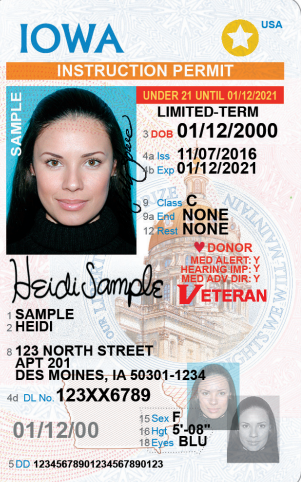 IOWA
USA
INSTRUCTION PERMIT
SAMPLE
UNDER 21 UNTIL 01/12/2021
LIMITED-TERM
3 DOB 01/12/2000
4a Iss 11/07/2016
4b Exp 01/12/2021
9 Class C
9a End NONE
12 Rest NONE
♥ DONOR
MED ALERT: Y
HEARING IMP: Y
MED ADV DIR: Y
VETERAN
Heidi Sample
1 SAMPLE
2 HEIDI
8 123 NORTH STREET
APT 201
DES MOINES, IA 50301-1234
4d DL No. 123XX6789
01/12/00
15 Sex F
16 Hgt 5'-08"
18 Eyes BLU
5 DD 12345678901234567890123